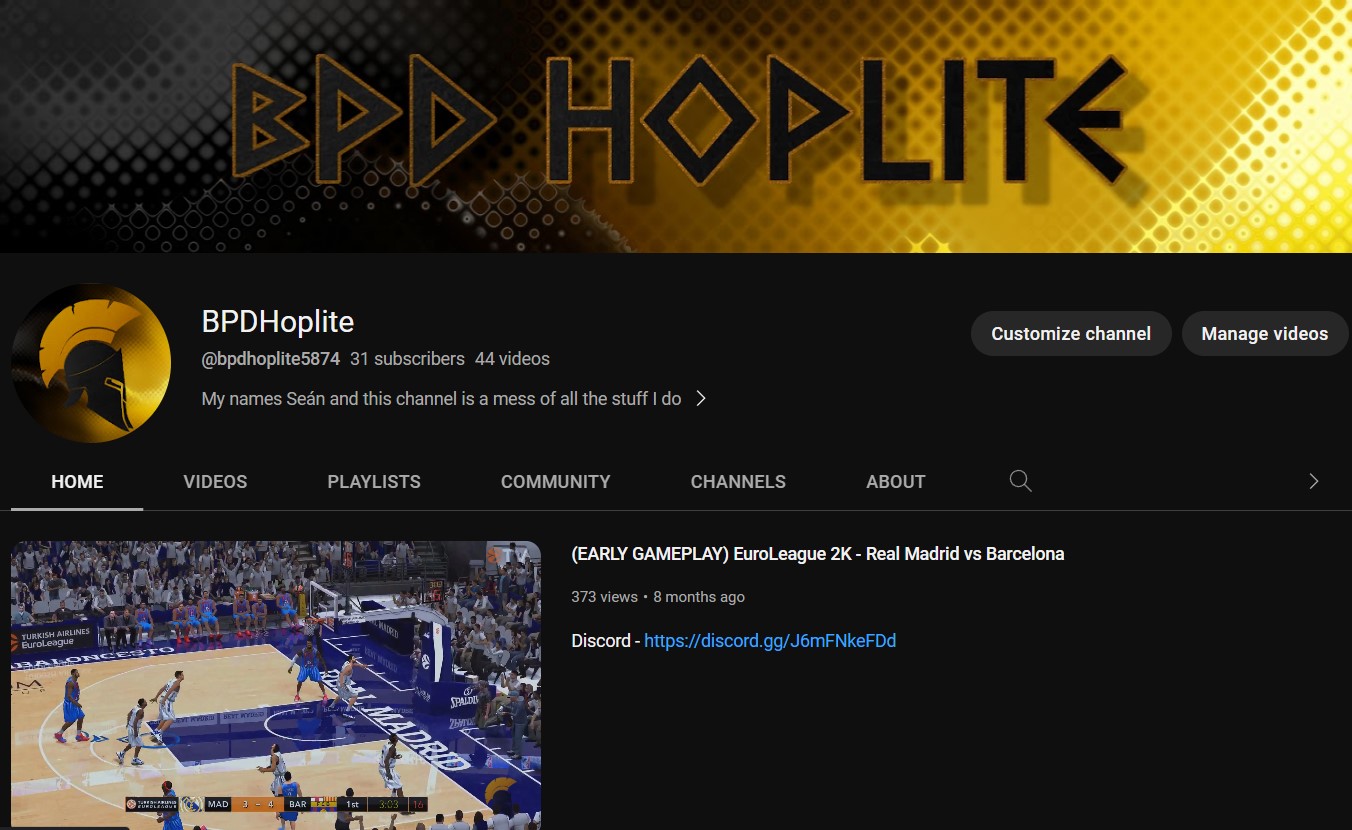 BPD HOPLITE
BPDHoplite
Customize channel
Manage videos
@bpdhoplite5874 31 subscribers 44 videos
My names Seán and this channel is a mess of all the stuff I do
HOME VIDEOS PLAYLISTS COMMUNITY CHANNELS ABOUT
(EARLY GAMEPLAY) EuroLeague 2K - Real Madrid vs Barcelona
373 views • 8 months ago
Discord - https://discord.gg/J6mFNkeFDd
TV
TURKISH AIRLINES
EuroLeague
BALONCESTO
MADRID
REAL MADRID
SPALDING
MAD 3 - 4 BAR 1st 3:03 16